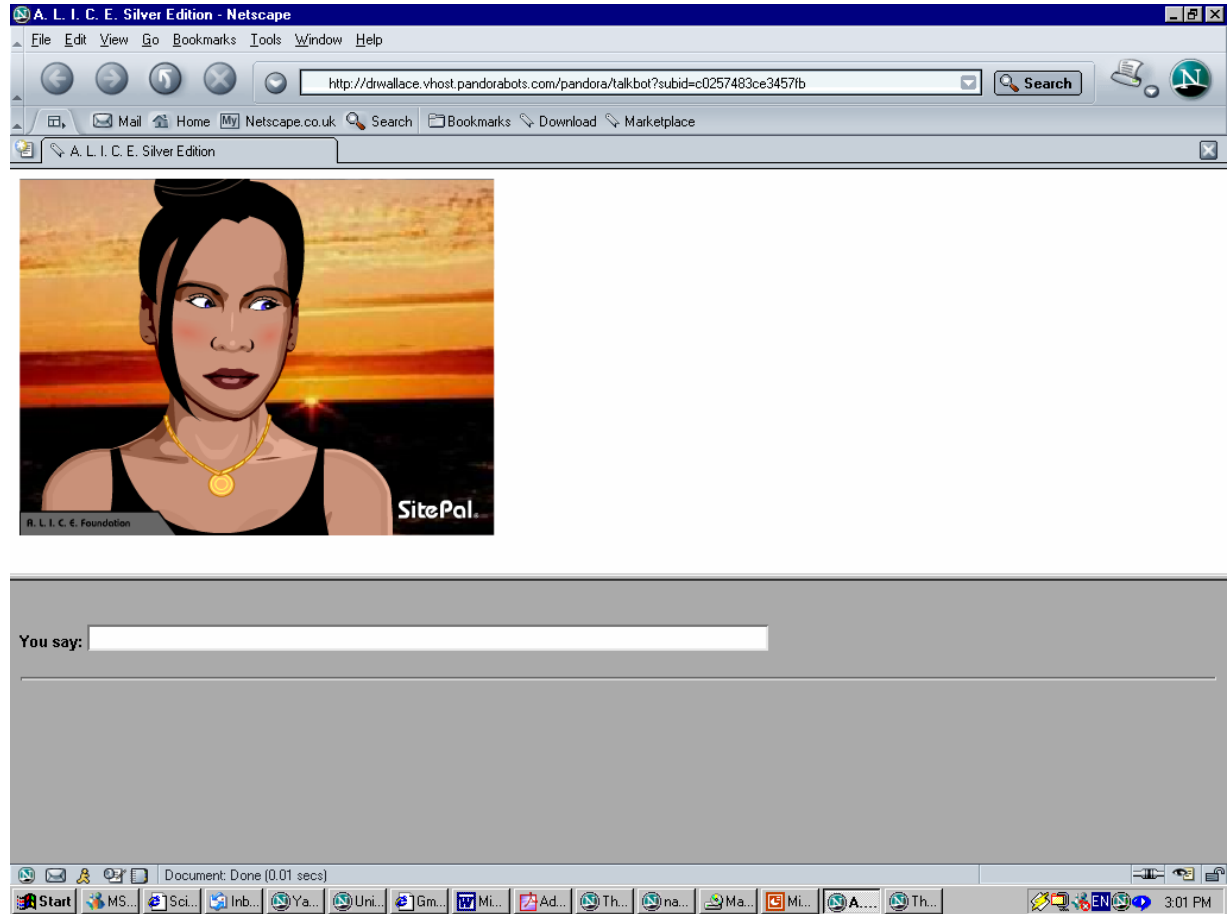 A. L. I. C. E. Silver Edition - Netscape
File Edit View Go Bookmarks Tools Window Help
http://drwallace.vhost.pandorabots.com/pandora/talkbot?subid=c0257483ce3457fb Search N
Mail Home My Netscape.co.uk Search Bookmarks Download Marketplace
A. L. I. C. E. Silver Edition
SitePal
A. L. I. C. E. Foundation
You say:
Document: Done (0.01 secs)
Start MS... Sci... Inb... Ya... Uni... Gm... W Mi... Ad... Th... na... Ma... Mi... A.... Th... EN 3:01 PM